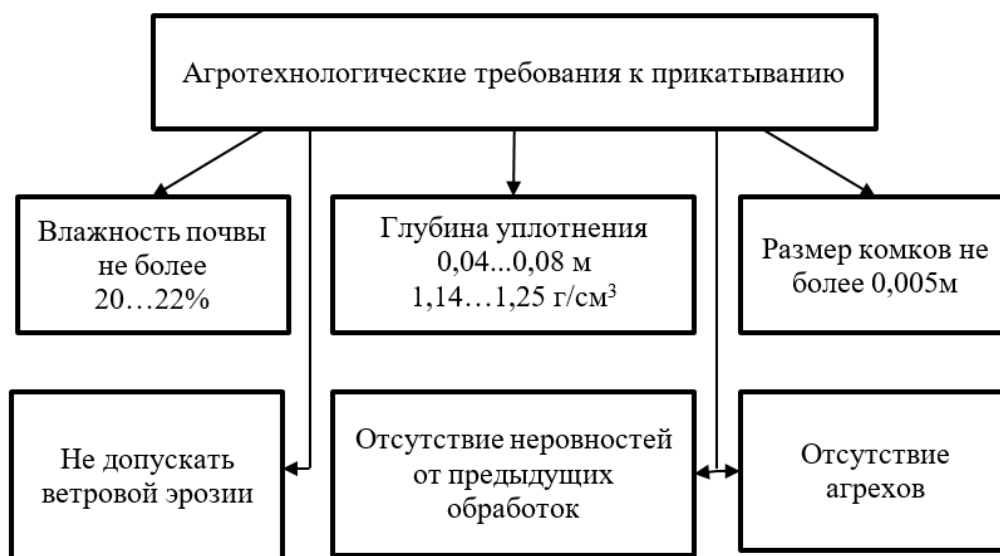 Агротехнологические требования к прикатыванию
Влажность почвы
не более
20…22%
Глубина уплотнения
0,04...0,08 м
1,14…1,25 г/см³
Размер комков не
более 0,005м
Не допускать
ветровой эрозии
Отсутствие неровностей
от предыдущих
обработок
Отсутствие
агрехов